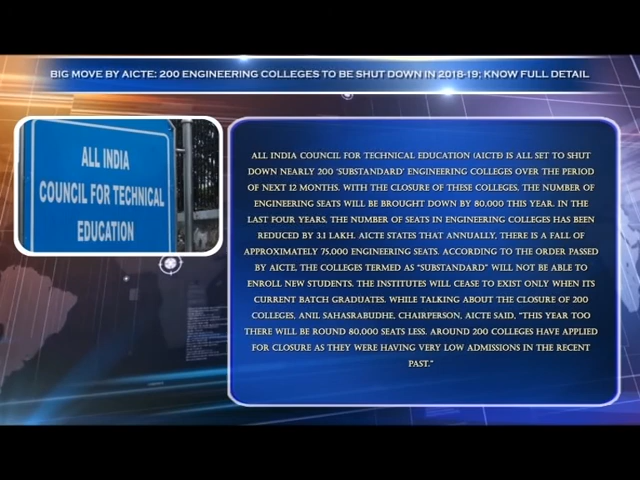 BIG MOVE BY AICTE: 200 ENGINEERING COLLEGES TO BE SHUT DOWN IN 2018-19; KNOW FULL DETAIL
ALL INDIA
COUNCIL FOR TECHNICAL
EDUCATION
ALL INDIA COUNCIL FOR TECHNICAL EDUCATION (AICTE) IS ALL SET TO SHUT
DOWN NEARLY 200 'SUBSTANDARD' ENGINEERING COLLEGES OVER THE PERIOD
OF NEXT 12 MONTHS. WITH THE CLOSURE OF THESE COLLEGES, THE NUMBER OF
ENGINEERING SEATS WILL BE BROUGHT DOWN BY 80,000 THIS YEAR. IN THE
LAST FOUR YEARS, THE NUMBER OF SEATS IN ENGINEERING COLLEGES HAS BEEN
REDUCED BY 3.1 LAKH. AICTE STATES THAT ANNUALLY, THERE IS A FALL OF
APPROXIMATELY 75,000 ENGINEERING SEATS. ACCORDING TO THE ORDER PASSED
BY AICTE, THE COLLEGES TERMED AS "SUBSTANDARD" WILL NOT BE ABLE TO
ENROLL NEW STUDENTS. THE INSTITUTES WILL CEASE TO EXIST ONLY WHEN ITS
CURRENT BATCH GRADUATES. WHILE TALKING ABOUT THE CLOSURE OF 200
COLLEGES, ANIL SAHASRABUDHE, CHAIRPERSON, AICTE SAID, "THIS YEAR TOO
THERE WILL BE ROUND 80,000 SEATS LESS. AROUND 200 COLLEGES HAVE APPLIED
FOR CLOSURE AS THEY WERE HAVING VERY LOW ADMISSIONS IN THE RECENT
PAST."